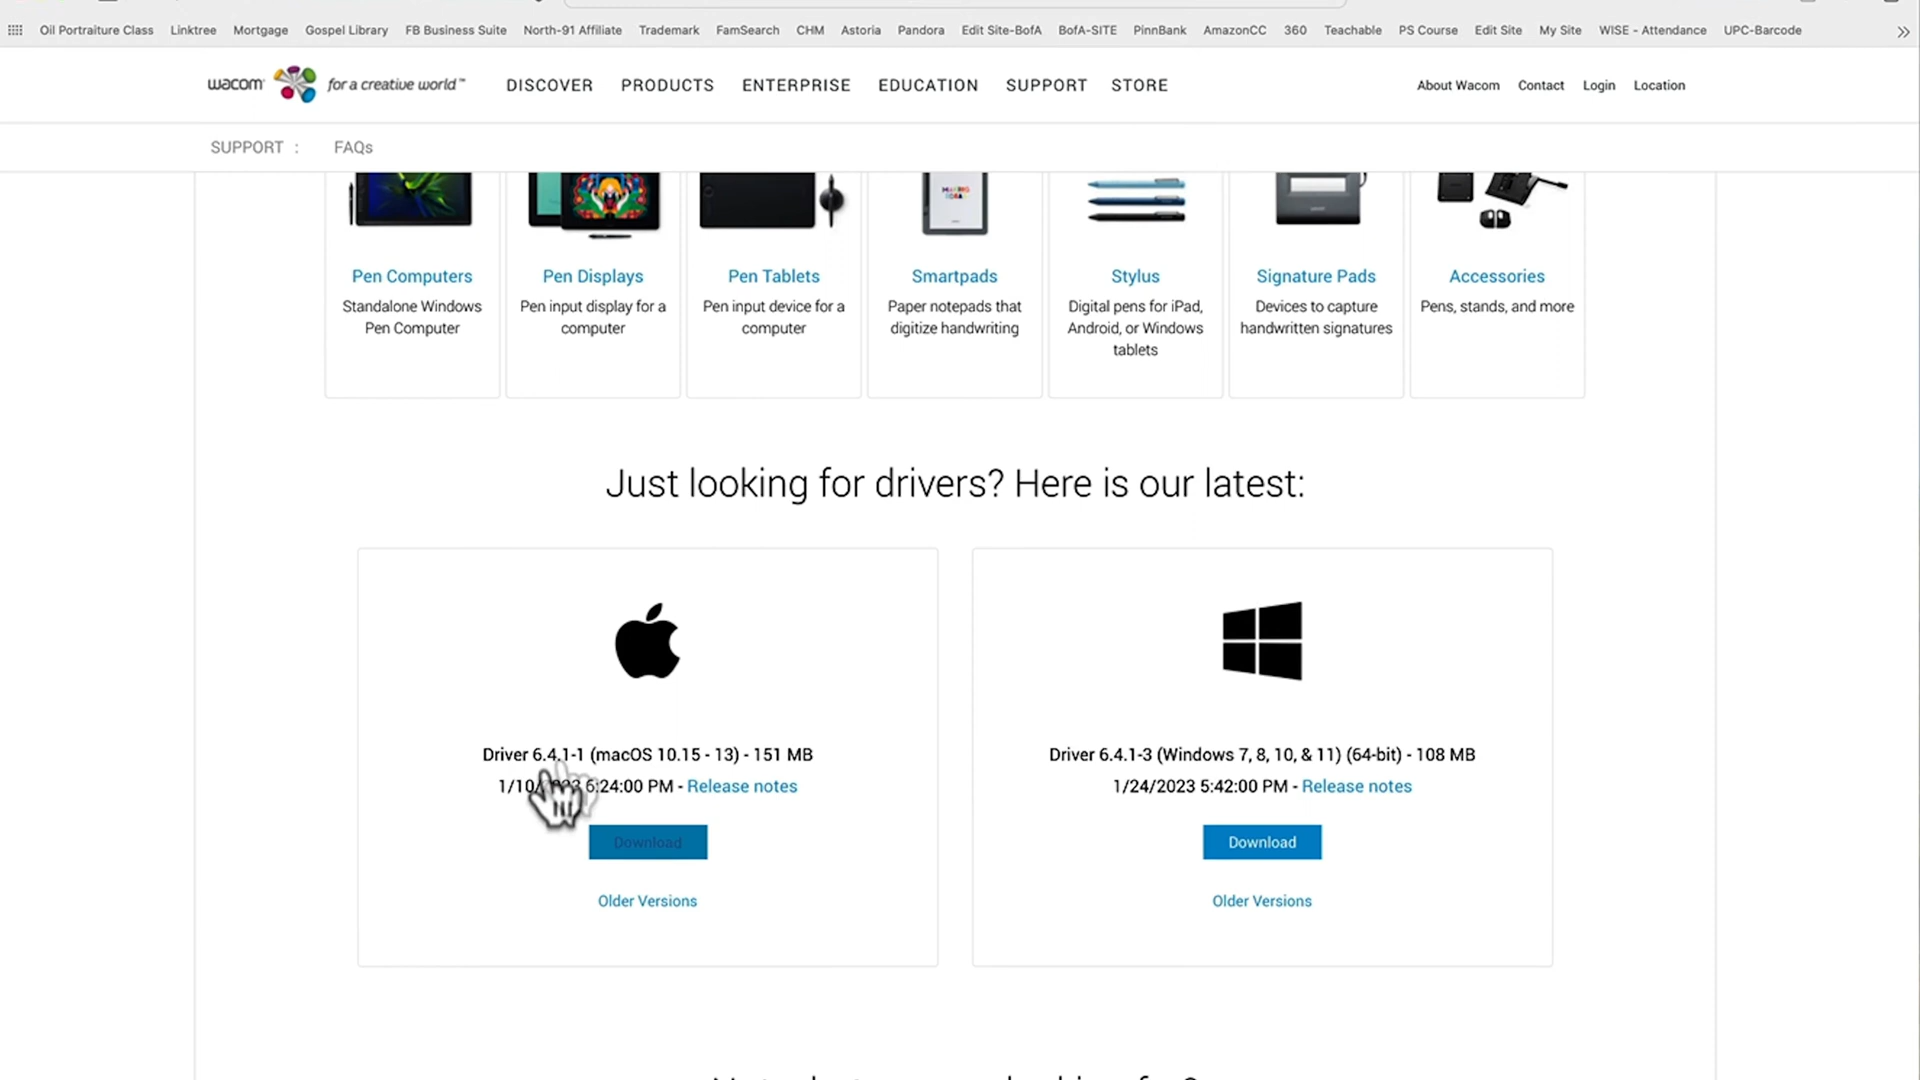 Oil Portraiture Class Linktree Mortgage Gospel Library FB Business Suite North-91 Affiliate Trademark FamSearch CHM Astoria Pandora Edit Site-BofA BofA-SITE PinnBank AmazonCC 360 Teachable PS Course Edit Site My Site WISE - Attendance UPC-Barcode
wacom for a creative world™ DISCOVER PRODUCTS ENTERPRISE EDUCATION SUPPORT STORE About Wacom Contact Login Location
SUPPORT : FAQs
Pen Computers Pen Displays Pen Tablets Smartpads Stylus Signature Pads Accessories
Standalone Windows Pen input display for a Pen input device for a Paper notepads that Digital pens for iPad, Devices to capture Pens, stands, and more
Pen Computer computer computer digitize handwriting Android, or Windows handwritten signatures
tablets
Just looking for drivers? Here is our latest:
Driver 6.4.1-1 (macOS 10.15 - 13) - 151 MB Driver 6.4.1-3 (Windows 7, 8, 10, & 11) (64-bit) - 108 MB
6:24:00 PM - Release notes 1/24/2023 5:42:00 PM - Release notes
Download Download
Older Versions Older Versions